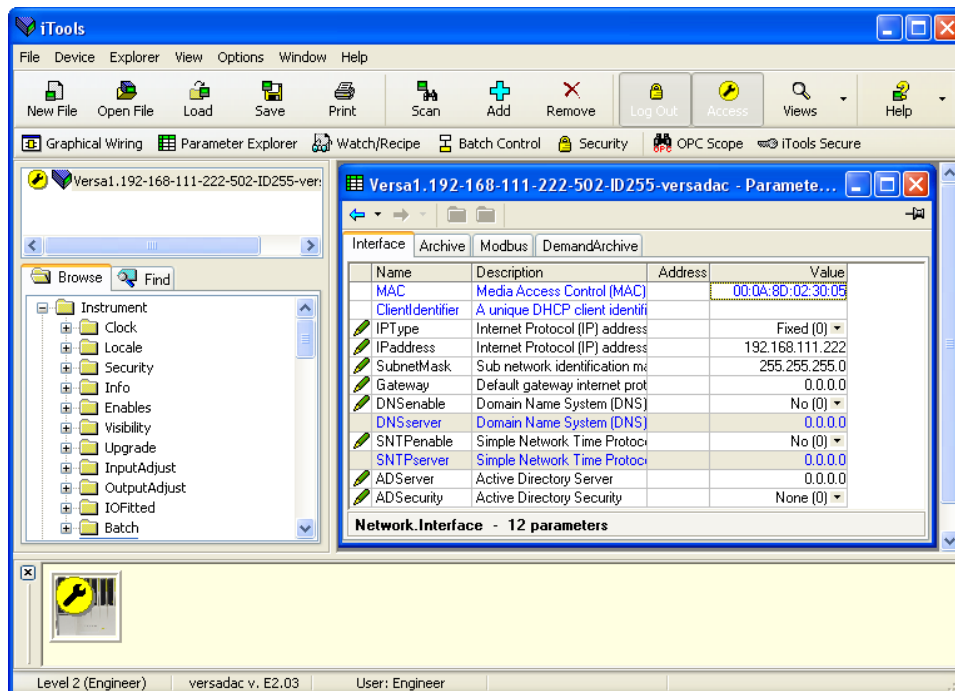 iTools
File Device Explorer View Options Window Help
New File Open File Load Save Print Scan Add Remove Log Out Access Views Help
Graphical Wiring Parameter Explorer Watch/Recipe Batch Control Security OPC Scope iTools Secure
Versa1.192-168-111-222-502-ID255-ver:
Browse Find
Instrument
Clock
Locale
Security
Info
Enables
Visibility
Upgrade
InputAdjust
OutputAdjust
IOFitted
Batch
Versa1.192-168-111-222-502-ID255-versadac - Paramete...
Interface Archive Modbus DemandArchive
Name Description Address Value
MAC Media Access Control (MAC) 00:0A:8D:02:30:05
ClientIdentifier A unique DHCP client identifi
IPType Internet Protocol (IP) address Fixed (0)
IPaddress Internet Protocol (IP) address 192.168.111.222
SubnetMask Sub network identification ma 255.255.255.0
Gateway Default gateway internet prot 0.0.0.0
DNSenable Domain Name System (DNS) No (0)
DNSserver Domain Name System (DNS) 0.0.0.0
SNTPenable Simple Network Time Protoco No (0)
SNTPserver Simple Network Time Protoco 0.0.0.0
ADServer Active Directory Server 0.0.0.0
ADSecurity Active Directory Security None (0)
Network.Interface - 12 parameters
Level 2 (Engineer) versadac v. E2.03 User: Engineer